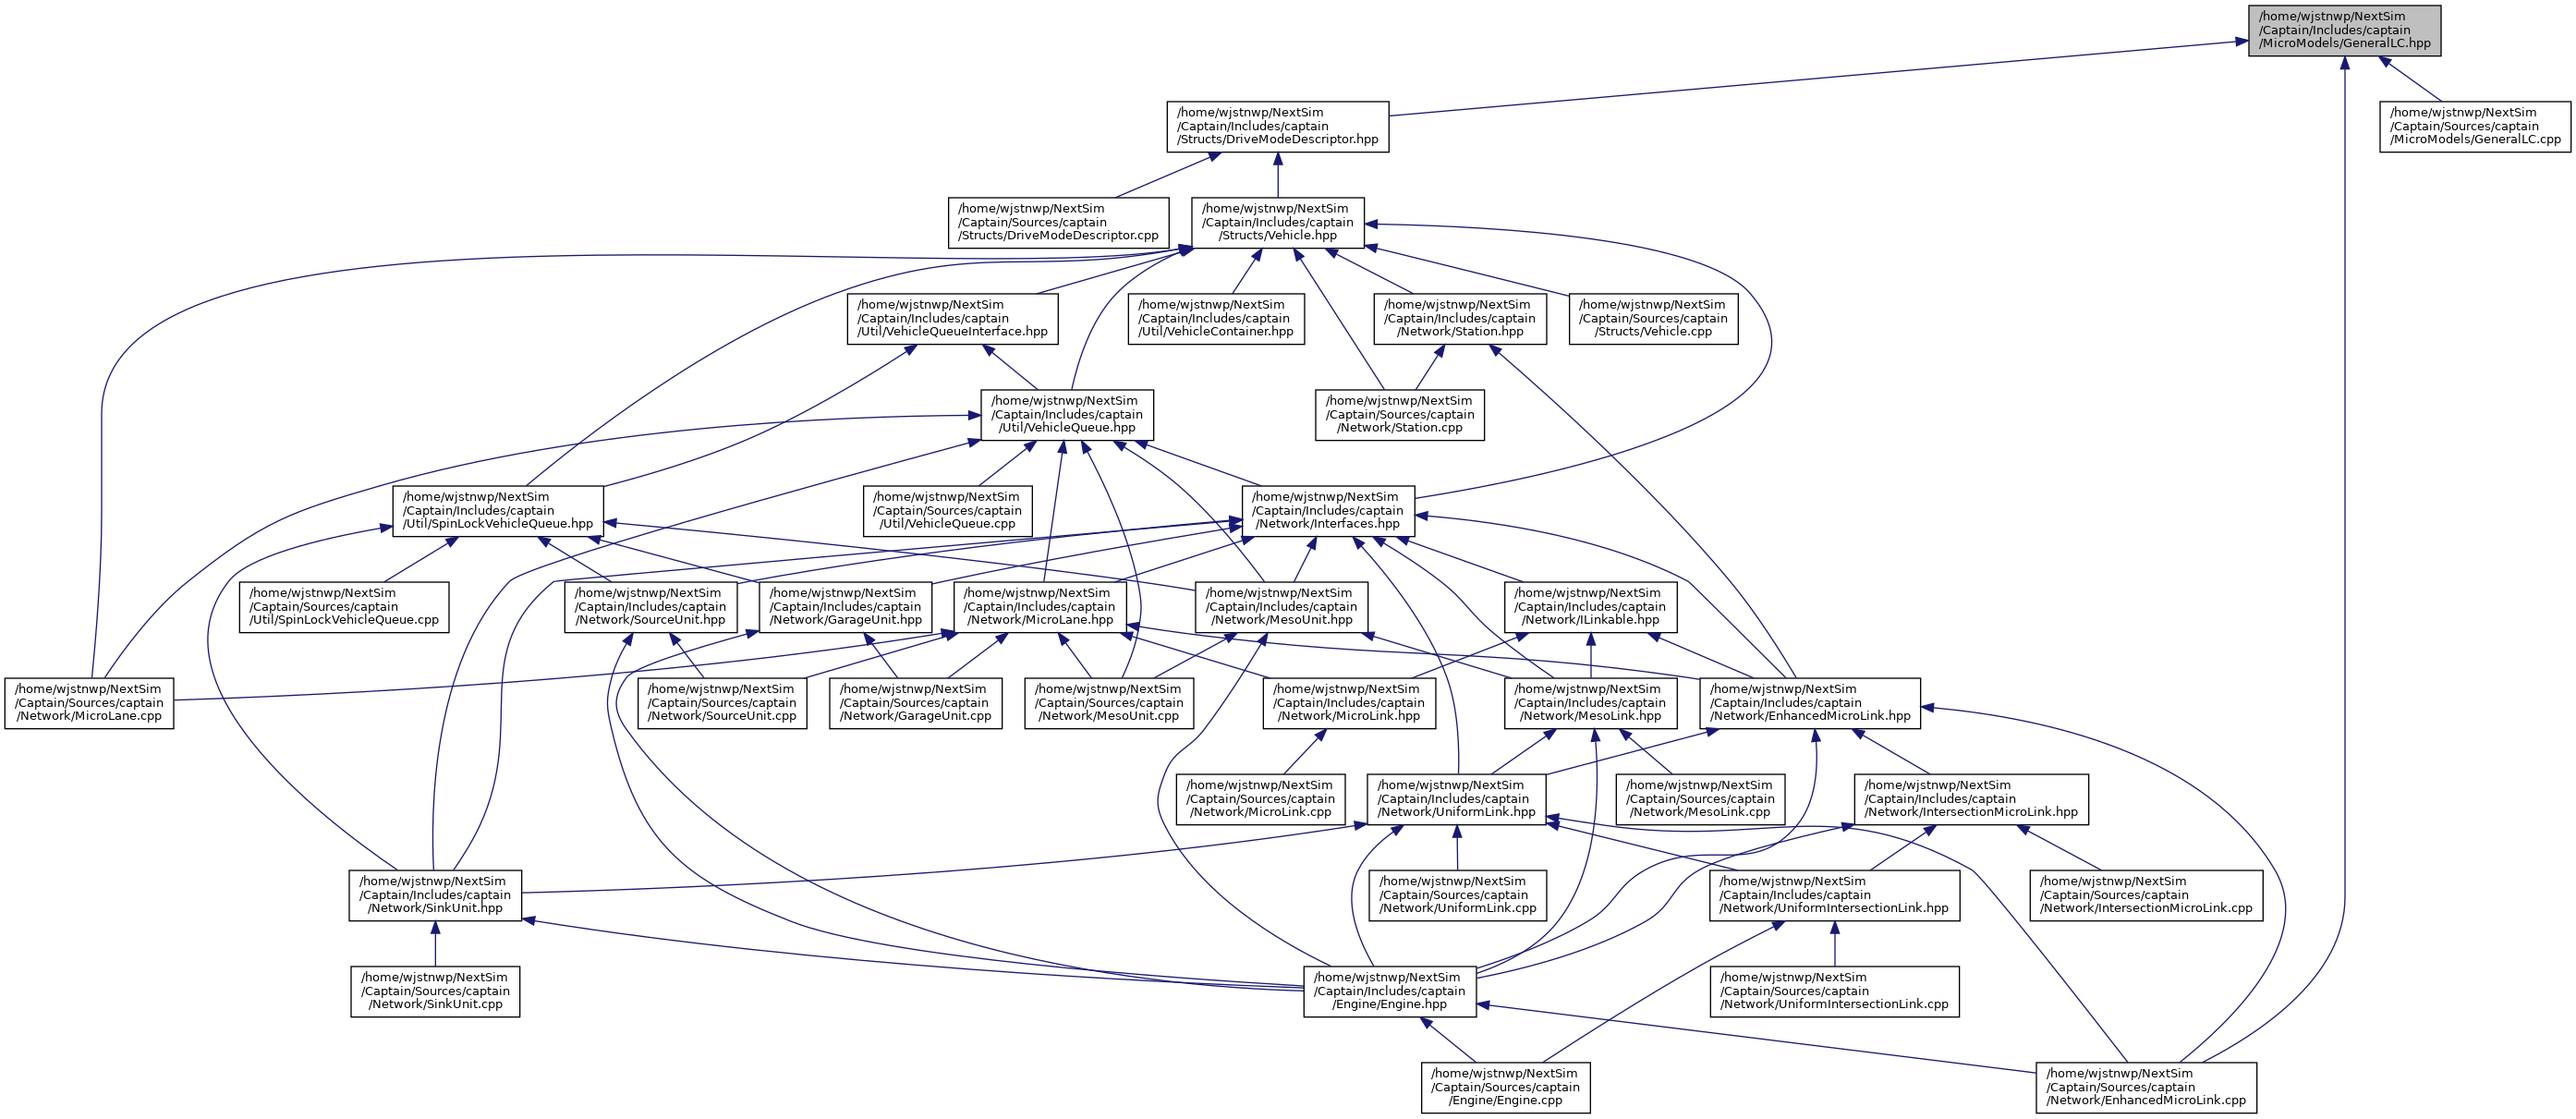 /home/wjstnwp/NextSim
/Captain/Includes/captain
/MicroModels/GeneralLC.hpp
/home/wjstnwp/NextSim
/Captain/Includes/captain
/Structs/DriveModeDescriptor.hpp
/home/wjstnwp/NextSim
/Captain/Sources/captain
/MicroModels/GeneralLC.cpp
/home/wjstnwp/NextSim
/Captain/Sources/captain
/Structs/DriveModeDescriptor.cpp
/home/wjstnwp/NextSim
/Captain/Includes/captain
/Structs/Vehicle.hpp
/home/wjstnwp/NextSim
/Captain/Includes/captain
/Util/VehicleQueueInterface.hpp
/home/wjstnwp/NextSim
/Captain/Includes/captain
/Util/VehicleContainer.hpp
/home/wjstnwp/NextSim
/Captain/Includes/captain
/Network/Station.hpp
/home/wjstnwp/NextSim
/Captain/Sources/captain
/Structs/Vehicle.cpp
/home/wjstnwp/NextSim
/Captain/Includes/captain
/Util/VehicleQueue.hpp
/home/wjstnwp/NextSim
/Captain/Sources/captain
/Network/Station.cpp
/home/wjstnwp/NextSim
/Captain/Includes/captain
/Util/SpinLockVehicleQueue.hpp
/home/wjstnwp/NextSim
/Captain/Sources/captain
/Util/VehicleQueue.cpp
/home/wjstnwp/NextSim
/Captain/Includes/captain
/Network/Interfaces.hpp
/home/wjstnwp/NextSim
/Captain/Sources/captain
/Util/SpinLockVehicleQueue.cpp
/home/wjstnwp/NextSim
/Captain/Includes/captain
/Network/SourceUnit.hpp
/home/wjstnwp/NextSim
/Captain/Includes/captain
/Network/GarageUnit.hpp
/home/wjstnwp/NextSim
/Captain/Includes/captain
/Network/MicroLane.hpp
/home/wjstnwp/NextSim
/Captain/Includes/captain
/Network/MesoUnit.hpp
/home/wjstnwp/NextSim
/Captain/Includes/captain
/Network/ILinkable.hpp
/home/wjstnwp/NextSim
/Captain/Sources/captain
/Network/MicroLane.cpp
/home/wjstnwp/NextSim
/Captain/Sources/captain
/Network/SourceUnit.cpp
/home/wjstnwp/NextSim
/Captain/Sources/captain
/Network/GarageUnit.cpp
/home/wjstnwp/NextSim
/Captain/Sources/captain
/Network/MesoUnit.cpp
/home/wjstnwp/NextSim
/Captain/Includes/captain
/Network/MicroLink.hpp
/home/wjstnwp/NextSim
/Captain/Includes/captain
/Network/MesoLink.hpp
/home/wjstnwp/NextSim
/Captain/Includes/captain
/Network/EnhancedMicroLink.hpp
/home/wjstnwp/NextSim
/Captain/Sources/captain
/Network/MicroLink.cpp
/home/wjstnwp/NextSim
/Captain/Includes/captain
/Network/UniformLink.hpp
/home/wjstnwp/NextSim
/Captain/Sources/captain
/Network/MesoLink.cpp
/home/wjstnwp/NextSim
/Captain/Includes/captain
/Network/IntersectionMicroLink.hpp
/home/wjstnwp/NextSim
/Captain/Includes/captain
/Network/SinkUnit.hpp
/home/wjstnwp/NextSim
/Captain/Sources/captain
/Network/UniformLink.cpp
/home/wjstnwp/NextSim
/Captain/Includes/captain
/Network/UniformIntersectionLink.hpp
/home/wjstnwp/NextSim
/Captain/Sources/captain
/Network/IntersectionMicroLink.cpp
/home/wjstnwp/NextSim
/Captain/Sources/captain
/Network/SinkUnit.cpp
/home/wjstnwp/NextSim
/Captain/Includes/captain
/Engine/Engine.hpp
/home/wjstnwp/NextSim
/Captain/Sources/captain
/Network/UniformIntersectionLink.cpp
/home/wjstnwp/NextSim
/Captain/Sources/captain
/Engine/Engine.cpp
/home/wjstnwp/NextSim
/Captain/Sources/captain
/Network/EnhancedMicroLink.cpp